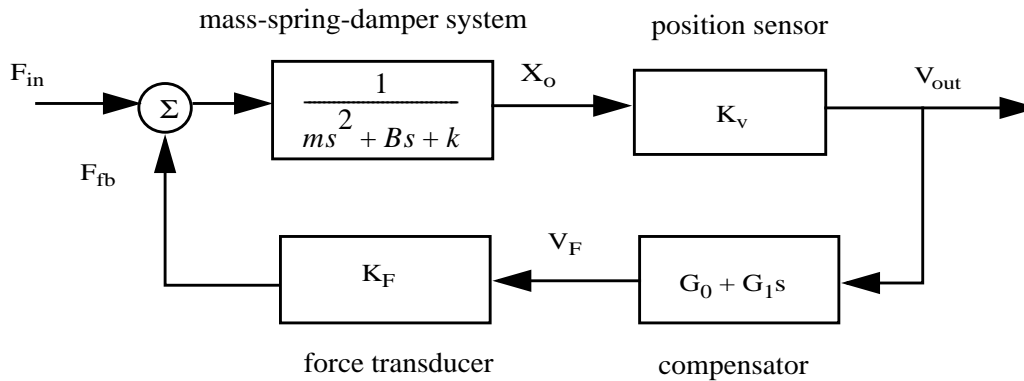 mass-spring-damper system
position sensor
F_in
Σ
1
ms^2 + Bs + k
X_o
K_v
V_out
F_fb
K_F
V_F
G_0 + G_1s
force transducer
compensator